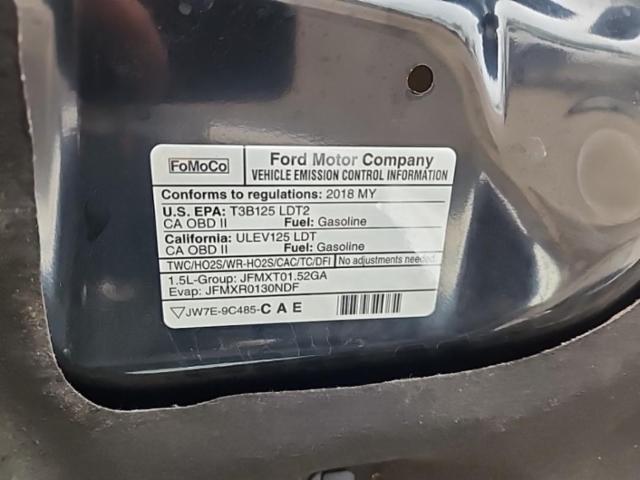 FoMoCo
Ford Motor Company
VEHICLE EMISSION CONTROL INFORMATION
Conforms to regulations: 2018 MY
U.S. EPA: T3B125 LDT2
CA OBD II Fuel: Gasoline
California: ULEV125 LDT
CA OBD II Fuel: Gasoline
TWC/HO2S/WR-HO2S/CAC/TC/DFI No adjustments needed.
1.5L-Group: JFMXT01.52GA
Evap: JFMXR0130NDF
JW7E-9C485-C A E